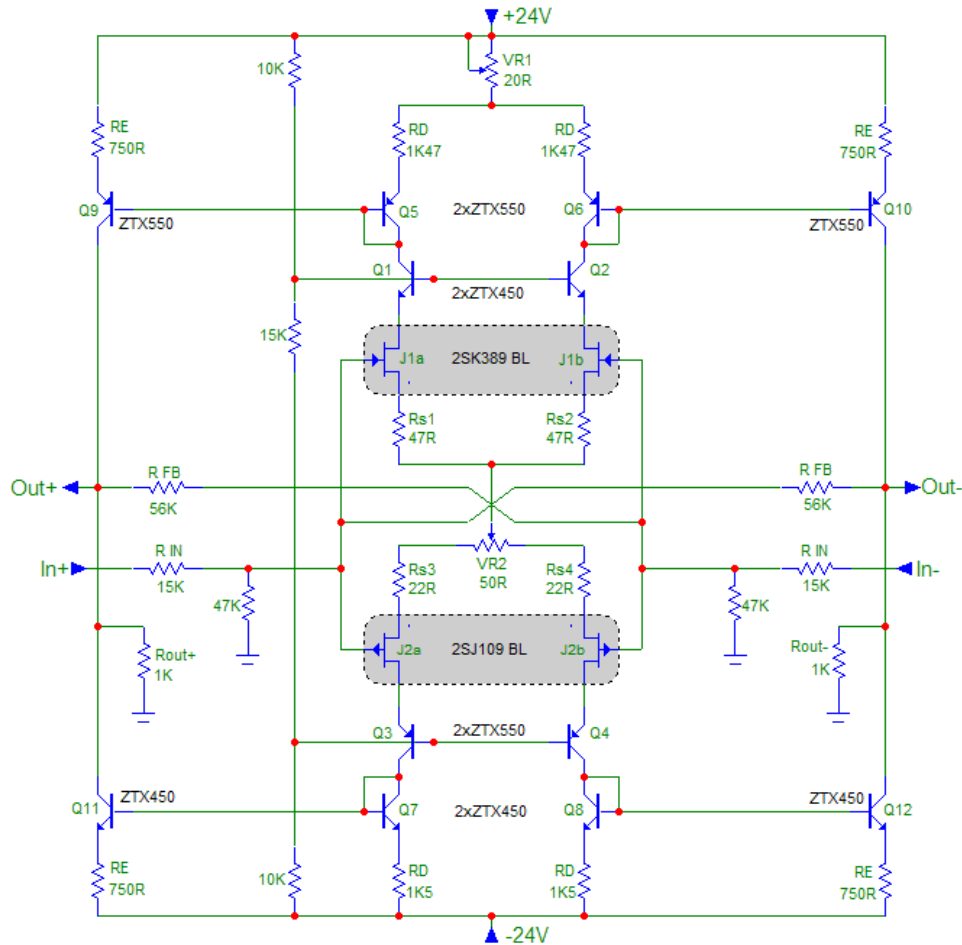 +24V
10K
VR1
20R
RE
750R
RD
1K47
RD
1K47
RE
750R
Q9
ZTX550
Q5
2xZTX550
Q6
ZTX550
Q10
Q1
2xZTX450
Q2
15K
J1a
2SK389 BL
J1b
Rs1
47R
Rs2
47R
Out+
R FB
56K
R FB
56K
Out-
In+
R IN
15K
Rs3
22R
VR2
50R
Rs4
22R
R IN
15K
In-
47K
47K
Rout+
1K
J2a
2SJ109 BL
J2b
Rout-
1K
Q3
2xZTX550
Q4
Q11
ZTX450
Q7
2xZTX450
Q8
ZTX450
Q12
RE
750R
10K
RD
1K5
RD
1K5
RE
750R
-24V